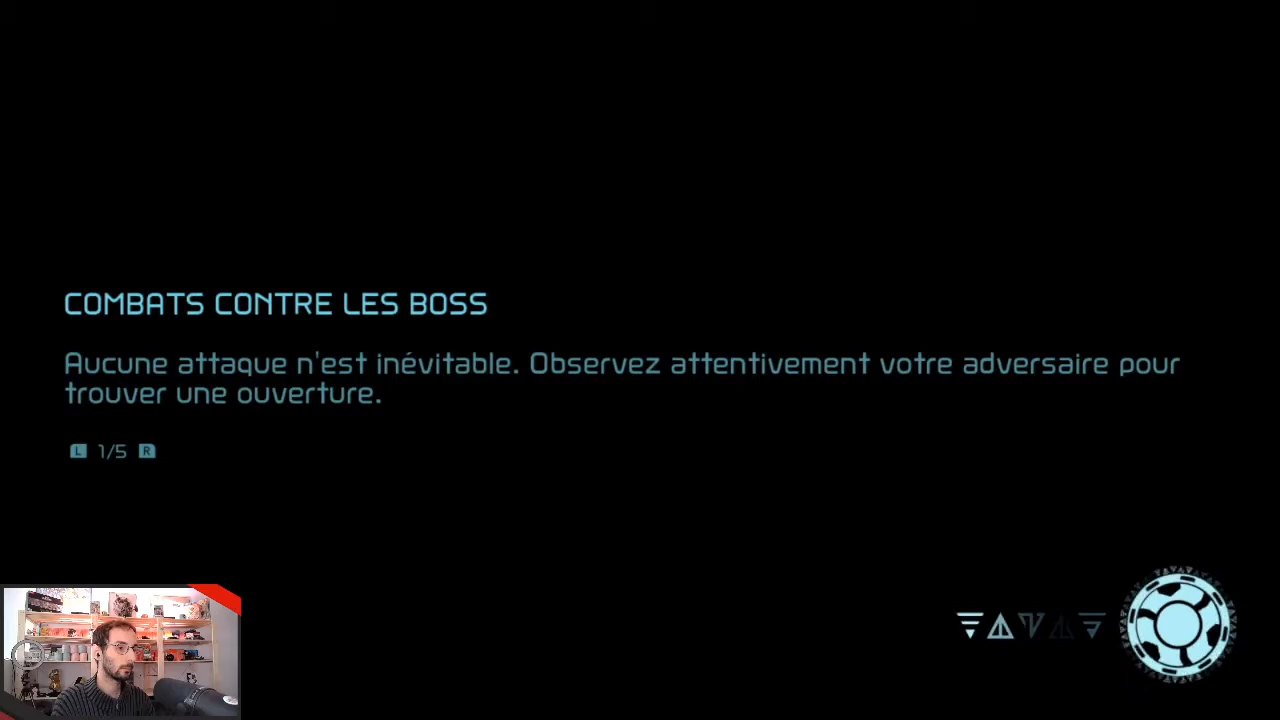 COMBATS CONTRE LES BOSS
Aucune attaque n'est inévitable. Observez attentivement votre adversaire pour
trouver une ouverture.
L 1/5 R